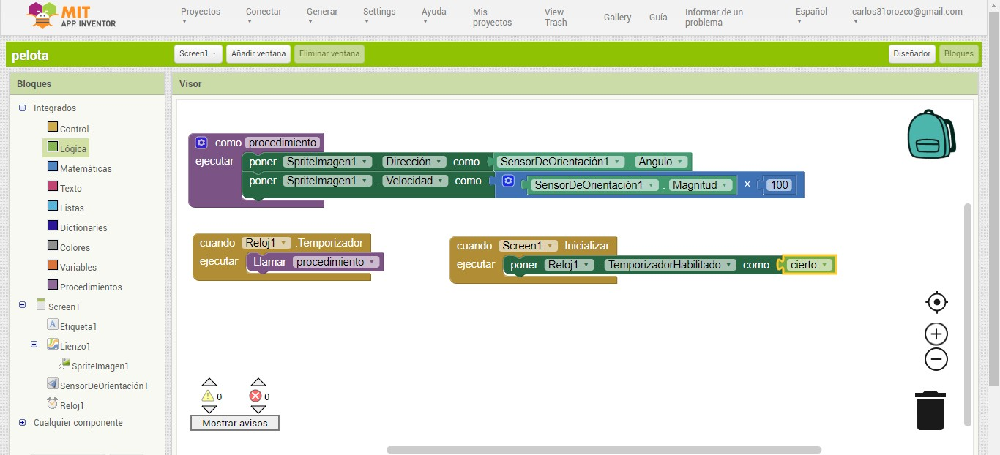 MIT
APP INVENTOR
Proyectos
Conectar
Generar
Settings
Ayuda
Mis
proyectos
View
Trash
Gallery
Guía
Informar de un
problema
Español
carlos31orozco@gmail.com
pelota
Screen1
Añadir ventana
Eliminar ventana
Diseñador
Bloques
Bloques
Visor
Integrados
Control
Lógica
Matemáticas
Texto
Listas
Dictionaries
Colores
Variables
Procedimientos
Screen1
A Etiqueta1
Lienzo1
SpriteImagen1
SensorDeOrientación1
Reloj1
Cualquier componente
como procedimiento
ejecutar poner SpriteImagen1 . Dirección como SensorDeOrientación1 . Angulo
poner SpriteImagen1 . Velocidad como SensorDeOrientación1 . Magnitud × 100
cuando Reloj1 .Temporizador
ejecutar Llamar procedimiento
cuando Screen1 .Inicializar
ejecutar poner Reloj1 . TemporizadorHabilitado como cierto
0 0
Mostrar avisos